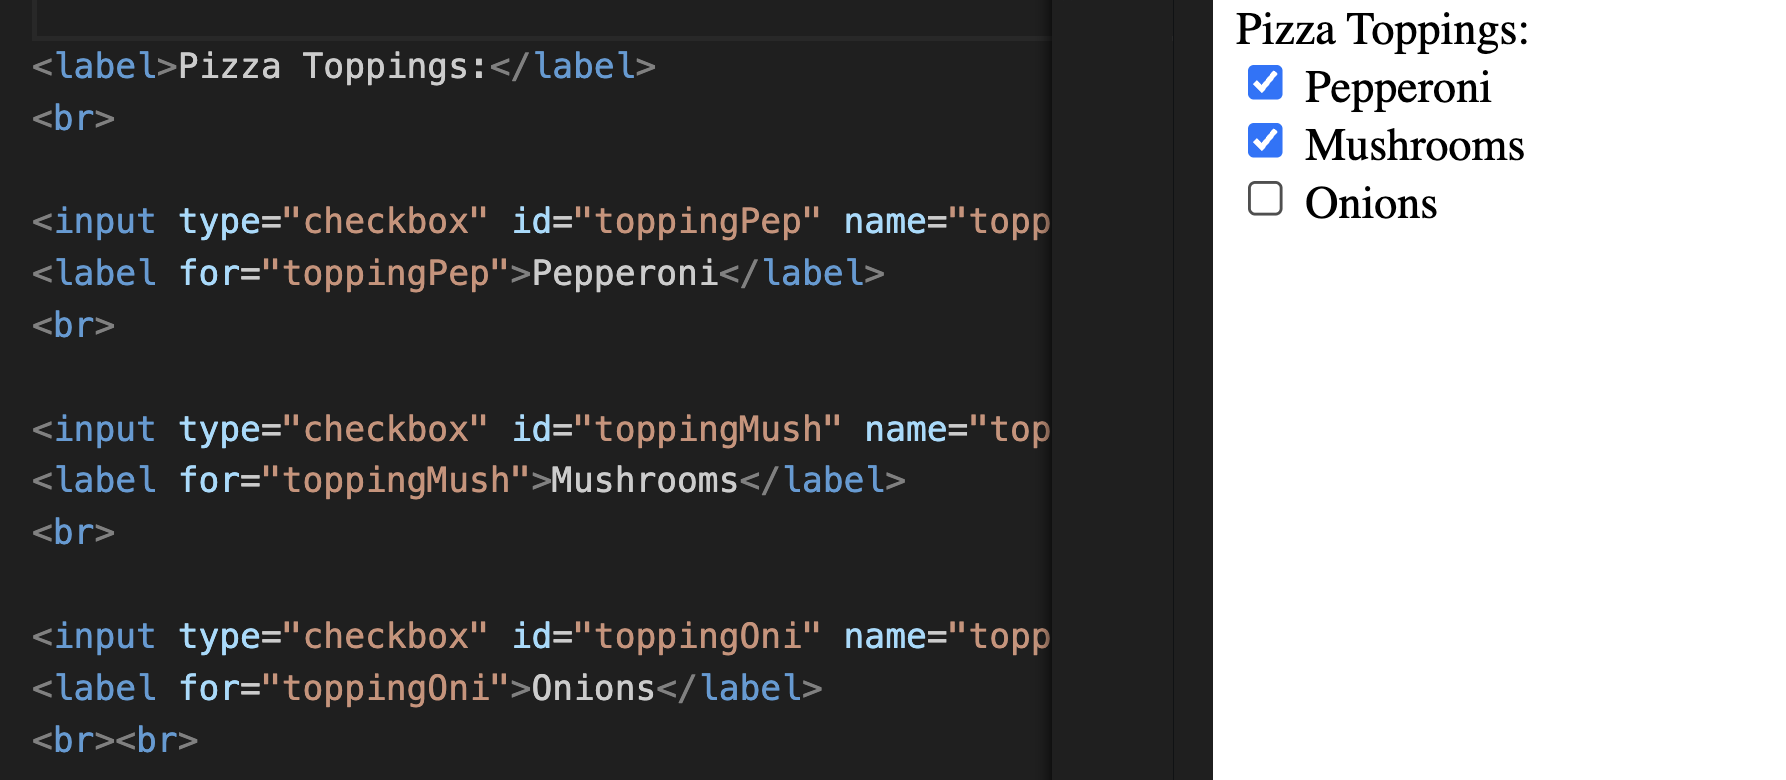 <label>Pizza Toppings:</label>
<br>
<input type="checkbox" id="toppingPep" name="topp
<label for="toppingPep">Pepperoni</label>
<br>
<input type="checkbox" id="toppingMush" name="top
<label for="toppingMush">Mushrooms</label>
<br>
<input type="checkbox" id="toppingOni" name="topp
<label for="toppingOni">Onions</label>
<br><br>
Pizza Toppings:
Pepperoni
Mushrooms
Onions